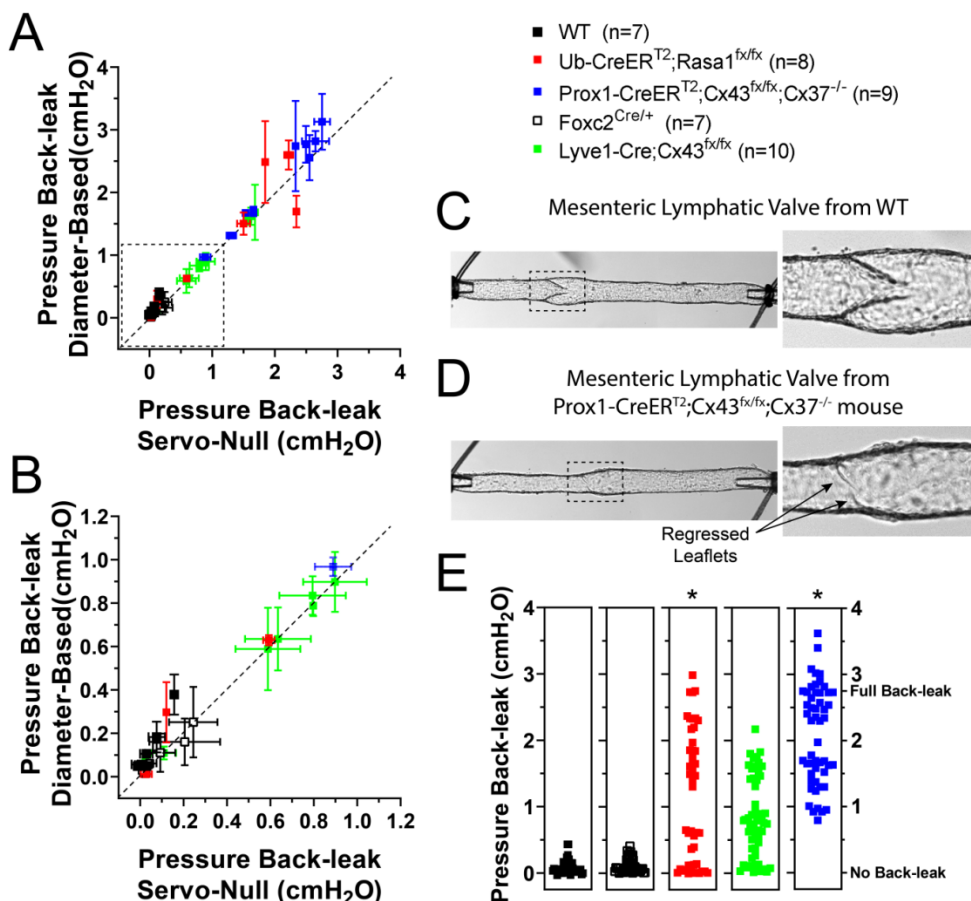 A
Pressure Back-leak
Diameter-Based(cmH₂O)
4
3
2
1
0
0 1 2 3 4
Pressure Back-leak
Servo-Null (cmH₂O)
WT (n=7)
Ub-CreERᵀ²;Rasa1ᶠˣ/ᶠˣ (n=8)
Prox1-CreERᵀ²;Cx43ᶠˣ/ᶠˣ;Cx37⁻/⁻ (n=9)
Foxc2ᶜʳᵉ/⁺ (n=7)
Lyve1-Cre;Cx43ᶠˣ/ᶠˣ (n=10)
C
Mesenteric Lymphatic Valve from WT
D
Mesenteric Lymphatic Valve from
Prox1-CreERᵀ²;Cx43ᶠˣ/ᶠˣ;Cx37⁻/⁻ mouse
Regressed
Leaflets
B
Pressure Back-leak
Diameter-Based(cmH₂O)
1.2
1.0
0.8
0.6
0.4
0.2
0.0
0.0 0.2 0.4 0.6 0.8 1.0 1.2
Pressure Back-leak
Servo-Null (cmH₂O)
E
Pressure Back-leak (cmH₂O)
* *
4 4
3 3
Full Back-leak
2 2
1 1
0 No Back-leak